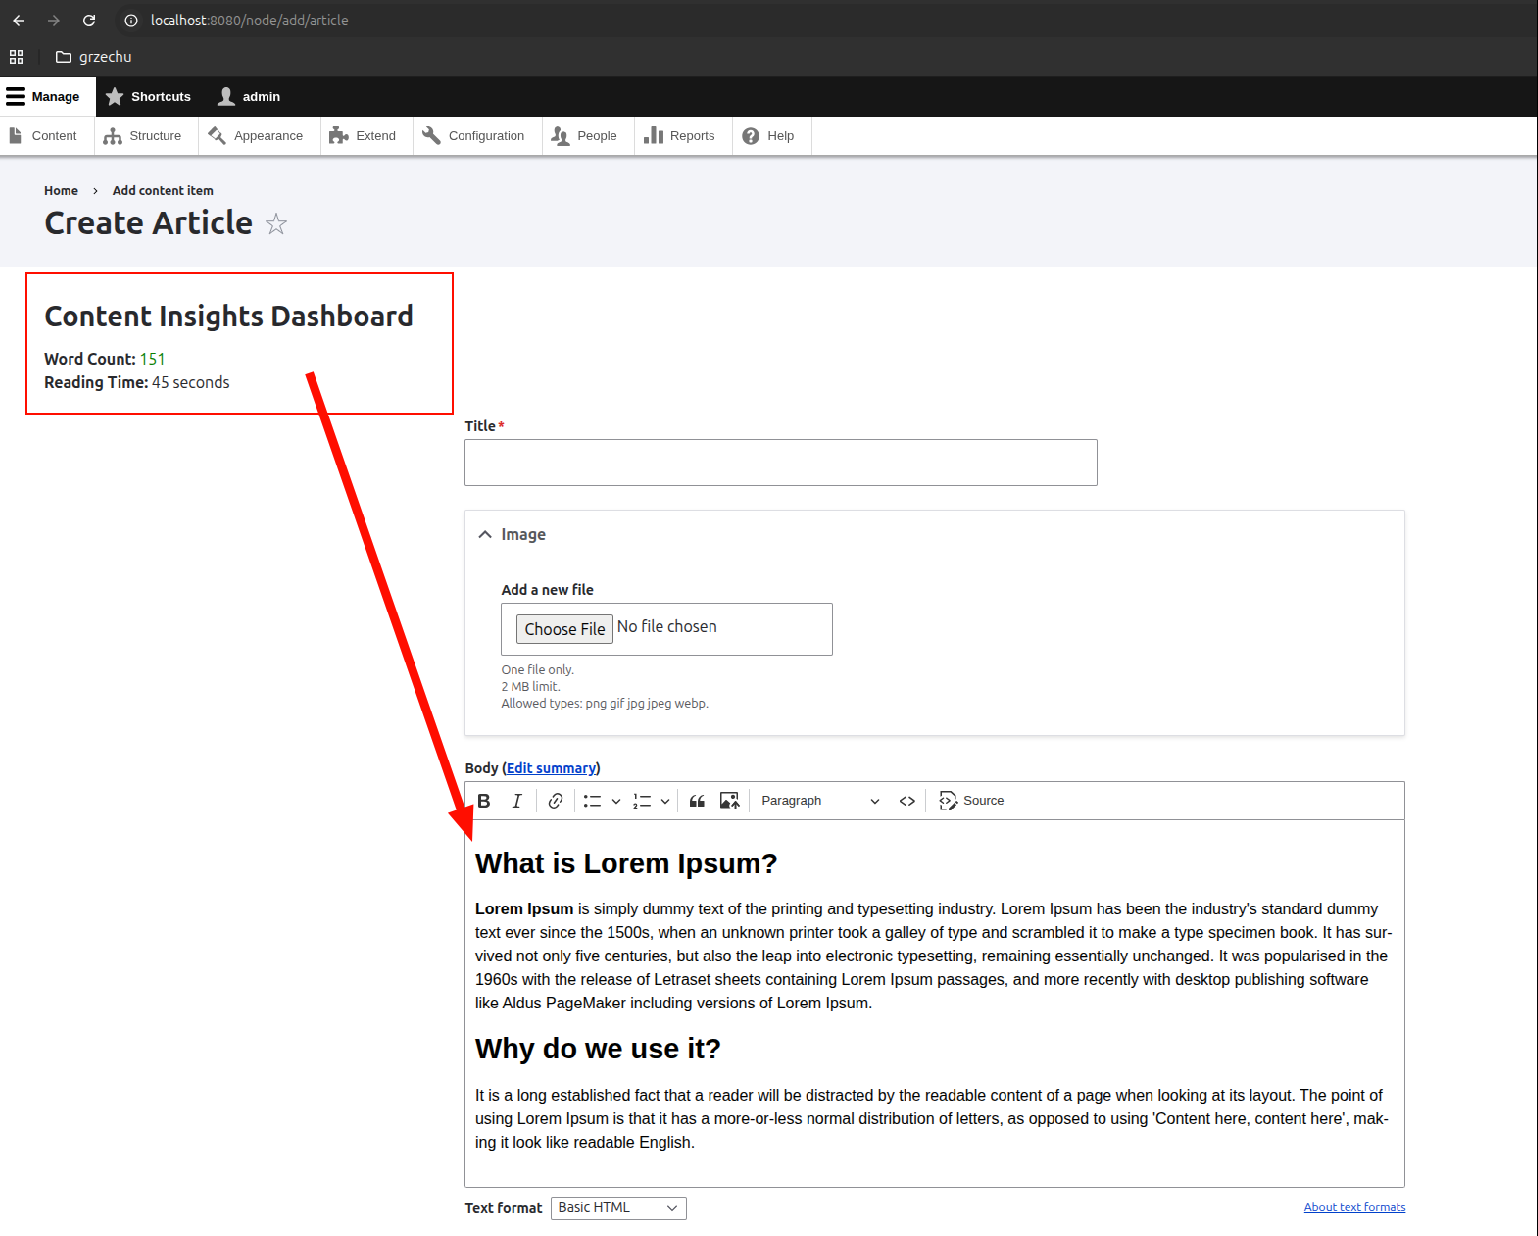 localhost:8080/node/add/article
grzechu
Manage Shortcuts admin
Content Structure Appearance Extend Configuration People Reports Help
Home › Add content item
Create Article
Content Insights Dashboard
Word Count: 151
Reading Time: 45 seconds
Title*
Image
Add a new file
Choose File No file chosen
One file only.
2 MB limit.
Allowed types: png gif jpg jpeg webp.
Body (Edit summary)
B I Paragraph Source
What is Lorem Ipsum?
Lorem Ipsum is simply dummy text of the printing and typesetting industry. Lorem Ipsum has been the industry's standard dummy
text ever since the 1500s, when an unknown printer took a galley of type and scrambled it to make a type specimen book. It has sur-
vived not only five centuries, but also the leap into electronic typesetting, remaining essentially unchanged. It was popularised in the
1960s with the release of Letraset sheets containing Lorem Ipsum passages, and more recently with desktop publishing software
like Aldus PageMaker including versions of Lorem Ipsum.
Why do we use it?
It is a long established fact that a reader will be distracted by the readable content of a page when looking at its layout. The point of
using Lorem Ipsum is that it has a more-or-less normal distribution of letters, as opposed to using 'Content here, content here', mak-
ing it look like readable English.
Text format Basic HTML About text formats